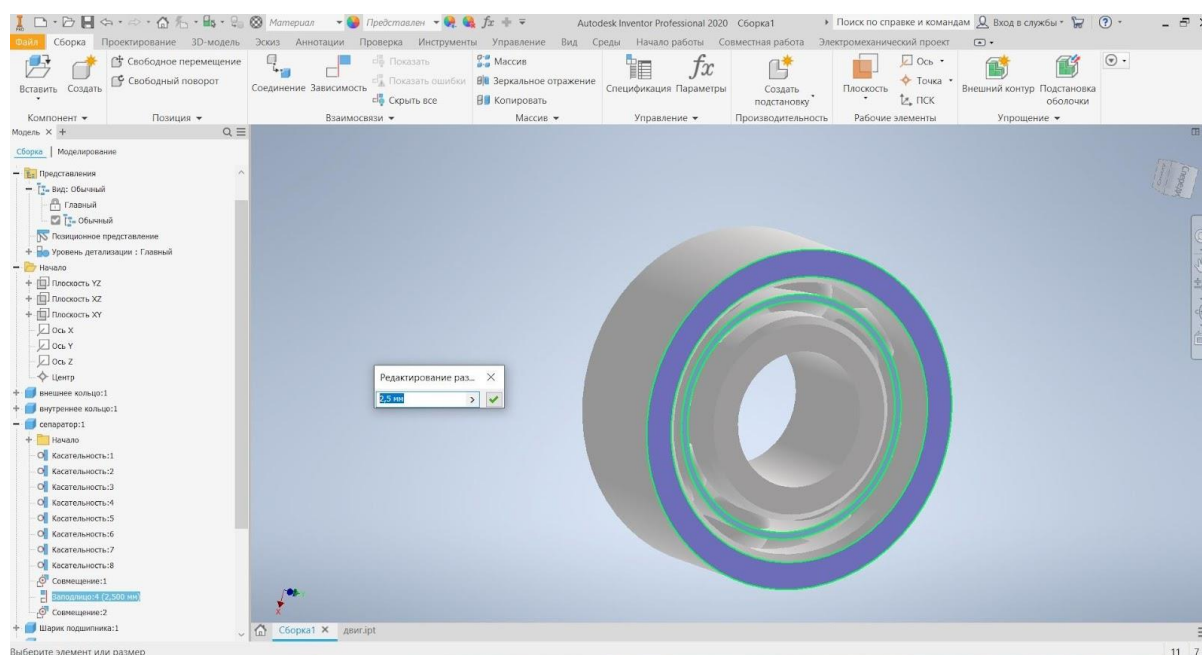 Материал Представлен fx Autodesk Inventor Professional 2020 Сборка1 Поиск по справке и командам Вход в службы
Файл Сборка Проектирование 3D-модель Эскиз Аннотации Проверка Инструменты Управление Вид Среды Начало работы Совместная работа Электромеханический проект
Вставить
Создать
Свободное перемещение
Свободный поворот
Соединение
Зависимость
Показать
Показать ошибки
Скрыть все
Массив
Зеркальное отражение
Копировать
Спецификация
fx
Параметры
Создать
подстановку
Плоскость
Ось
Точка
ПСК
Внешний контур
Подстановка
оболочки
Компонент Позиция Взаимосвязи Массив Управление Производительность Рабочие элементы Упрощение
Модель × +
Сборка | Моделирование
Представления
Вид: Обычный
Главный
Обычный
Позиционное представление
Уровень детализации : Главный
Начало
Плоскость YZ
Плоскость XZ
Плоскость XY
Ось X
Ось Y
Ось Z
Центр
внешнее кольцо:1
внутреннее кольцо:1
сепаратор:1
Начало
Касательность:1
Касательность:2
Касательность:3
Касательность:4
Касательность:5
Касательность:6
Касательность:7
Касательность:8
Совмещение:1
Заподлицо:4 (2,500 мм)
Совмещение:2
Шарик подшипника:1
Редактирование раз... ×
2,5 мм
X
Сборка1 × двиг.ipt
Выберите элемент или размер
11 7